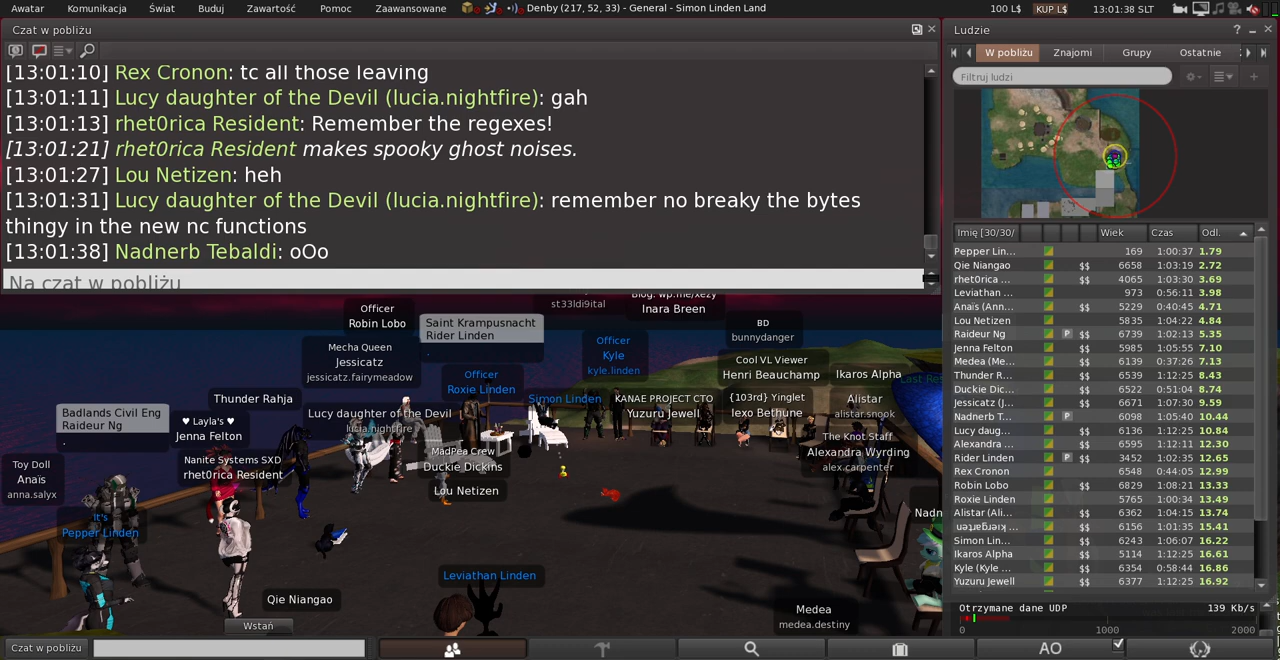 Awatar Komunikacja Świat Buduj Zawartość Pomoc Zaawansowane Denby (217, 52, 33) - General - Simon Linden Land 100 L$ KUP L$ 13:01:38 SLT
Czat w pobliżu
[13:01:10] Rex Cronon: tc all those leaving
[13:01:11] Lucy daughter of the Devil (lucia.nightfire): gah
[13:01:13] rhet0rica Resident: Remember the regexes!
[13:01:21] rhet0rica Resident makes spooky ghost noises.
[13:01:27] Lou Netizen: heh
[13:01:31] Lucy daughter of the Devil (lucia.nightfire): remember no breaky the bytes
thingy in the new nc functions
[13:01:38] Nadnerb Tebaldi: oOo
Na czat w pobliżu
st33ldi9ital
Blog: wp.me/xezy
Inara Breen
Officer
Robin Lobo
Saint Krampusnacht
Rider Linden
.
BD
bunnydanger
Mecha Queen
Jessicatz
jessicatz.fairymeadow
Officer
Kyle
kyle.linden
Cool VL Viewer
Henri Beauchamp
Ikaros Alpha
Officer
Roxie Linden
Simon Linden
Thunder Rahja
KANAE PROJECT CTO
Yuzuru Jewell
{103rd} Yinglet
Iexo Bethune
Alistar
alistar.snook
Badlands Civil Eng
Raideur Ng
.
♥ Layla's ♥
Jenna Felton
Lucy daughter of the Devil
lucia.nightfire
The Knot Staff
Alexandra Wyrding
alex.carpenter
MadPea Crew
Duckie Dickins
Toy Doll
Anaïs
anna.salyx
Nanite Systems SXD
rhet0rica Resident
Lou Netizen
Nadn
It's
Pepper Linden
Leviathan Linden
Qie Niangao
Medea
medea.destiny
Wstań
Czat w pobliżu
AO
Ludzie
W pobliżu Znajomi Grupy Ostatnie
Filtruj ludzi
Imię [30/30/ Wiek Czas Odl.
Pepper Lin... 169 1:00:37 1.79
Qie Niangao $$ 6658 1:03:19 2.72
rhet0rica ... $$ 4065 1:03:30 3.69
Leviathan ... 973 0:56:11 3.98
Anaïs (Ann... $$ 5229 0:40:45 4.71
Lou Netizen 5835 1:04:22 4.84
Raideur Ng P $$ 6739 1:02:13 5.35
Jenna Felton $$ 5985 1:05:55 7.10
Medea (Me... $$ 6139 0:37:26 7.13
Thunder R... $$ 6539 1:12:25 8.43
Duckie Dic... $$ 6522 0:51:04 8.74
Jessicatz (J... $$ 6671 1:07:30 9.59
Nadnerb T... P 6098 1:05:40 10.44
Lucy daug... $$ 6136 1:12:25 10.84
Alexandra ... $$ 6595 1:12:11 12.30
Rider Linden P $$ 3452 1:02:35 12.65
Rex Cronon 6548 0:44:05 12.99
Robin Lobo $$ 6829 1:08:21 13.33
Roxie Linden 5765 1:00:34 13.49
Alistar (Ali... $$ 6362 1:04:15 13.74
$$ 6156 1:01:35 15.41
Simon Lin... $$ 6243 1:06:07 16.22
Ikaros Alpha $$ 5114 1:12:25 16.61
Kyle (Kyle ... $$ 6354 0:58:44 16.86
Yuzuru Jewell $$ 6377 1:12:25 16.92
Otrzymane dane UDP 139 Kb/s
0 1000 2000